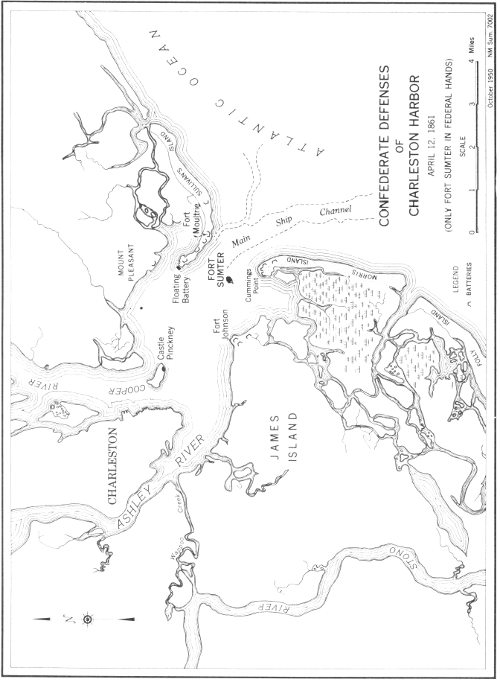 ATLANTIC OCEAN
CONFEDERATE DEFENSES
OF
CHARLESTON HARBOR
APRIL 12, 1861
(ONLY FORT SUMTER IN FEDERAL HANDS)
SCALE
0 1 2 3 4 Miles
October 1950 NM Sum. 7002
LEGEND
BATTERIES
SULLIVAN'S ISLAND
Fort
Moultrie
MOUNT
PLEASANT
Floating
Battery
FORT
SUMTER
Main Ship Channel
Cummings
Point
MORRIS ISLAND
FOLLY ISLAND
Fort
Johnson
Castle
Pinckney
COOPER RIVER
CHARLESTON
ASHLEY RIVER
JAMES
ISLAND
Creek
STONO RIVER
N